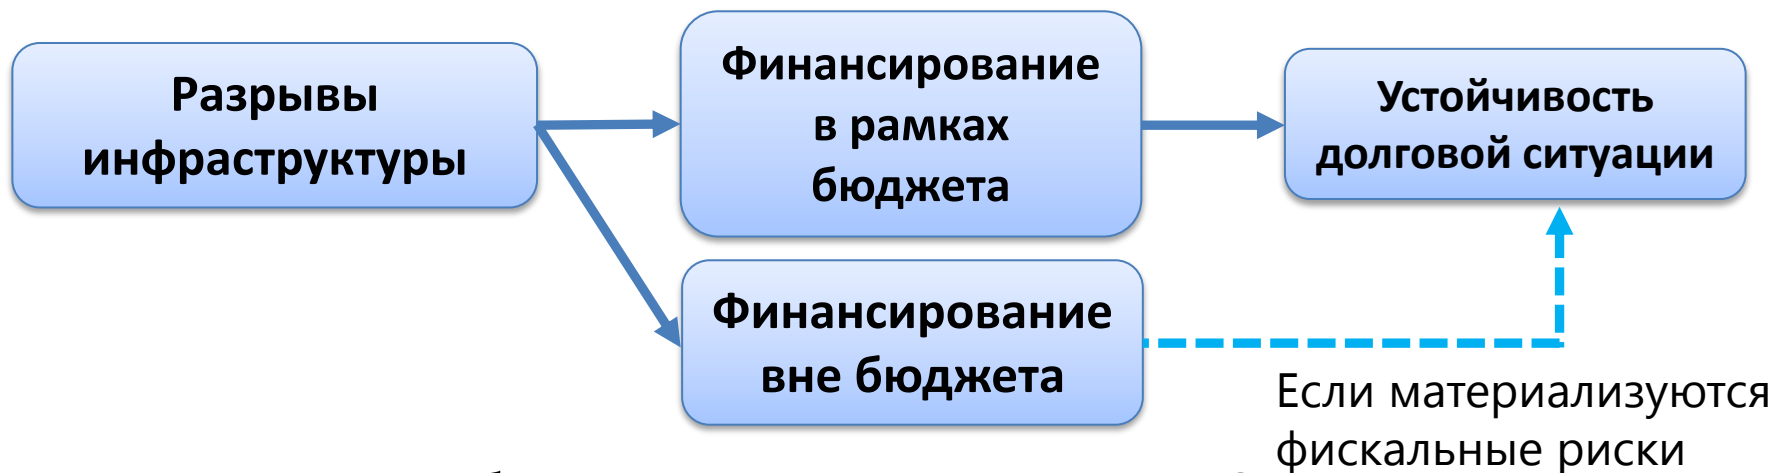 Разрывы
инфраструктуры
Финансирование
в рамках
бюджета
Устойчивость
долговой ситуации
Финансирование
вне бюджета
Если материализуются
фискальные риски